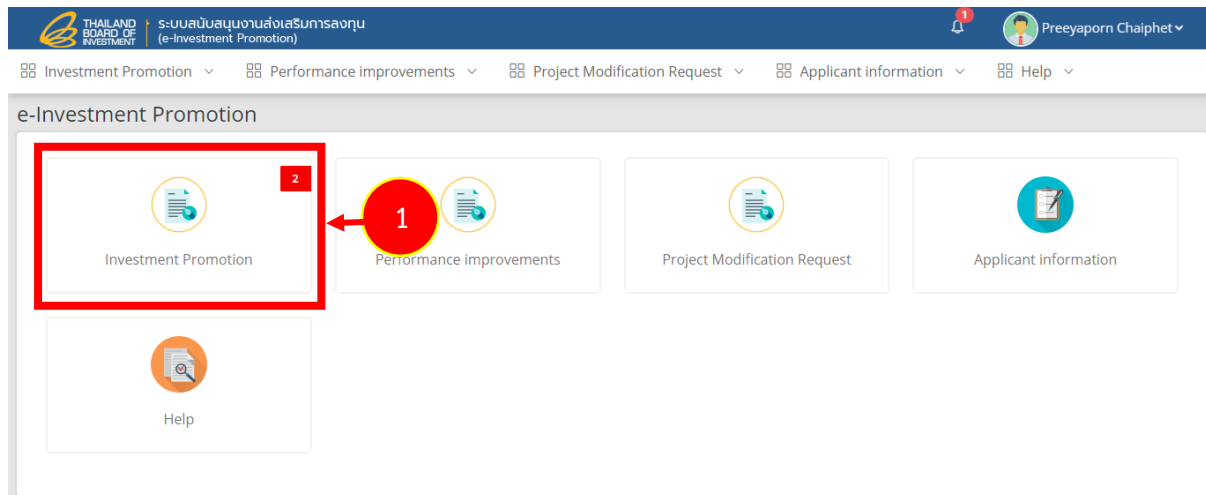 THAILAND
BOARD OF
INVESTMENT
ระบบสนับสนุนงานส่งเสริมการลงทุน
(e-Investment Promotion)
1
Preeyaporn Chaiphet
Investment Promotion
Performance improvements
Project Modification Request
Applicant information
Help
e-Investment Promotion
2
1
Investment Promotion
Performance improvements
Project Modification Request
Applicant information
Help